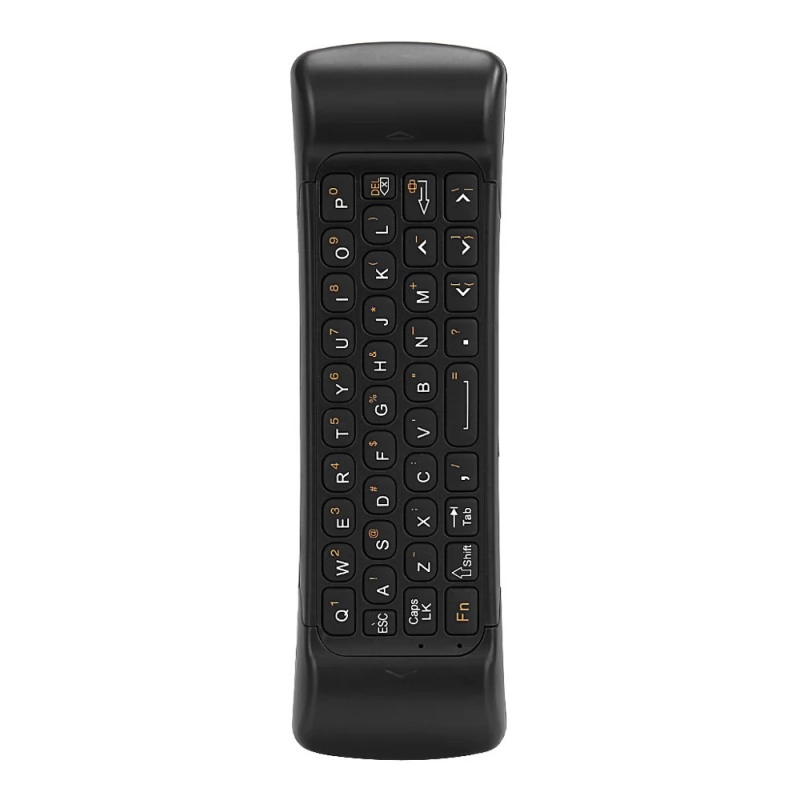 Q 1 W 2 E 3 R 4 T 5 Y 6 U 7 I 8 O 9 P 0
ESC ` A ! S @ D # F $ G % H & J * K ( L ) DEL
Caps LK Z X C : V ' B " N M +
Fn Shift Tab , / = . ? [ { ] } \ |